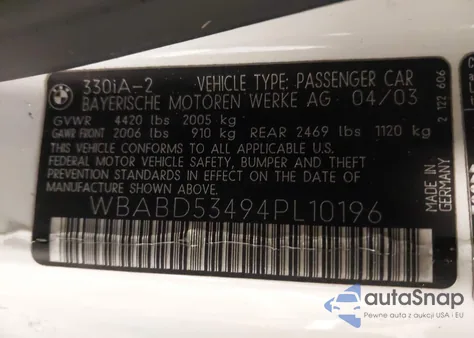 BMW
330iA-2 VEHICLE TYPE: PASSENGER CAR
BAYERISCHE MOTOREN WERKE AG 04/03
GVWR 4420 lbs 2005 kg
GAWR FRONT 2006 lbs 910 kg REAR 2469 lbs 1120 kg
THIS VEHICLE CONFORMS TO ALL APPLICABLE U.S.
FEDERAL MOTOR VEHICLE SAFETY, BUMPER AND THEFT
PREVENTION STANDARDS IN EFFECT ON THE DATE OF
MANUFACTURE SHOWN ABOVE.
WBABD53494PL10196
MADE IN
GERMANY
2 122 606
autoSnap
Pewne auta z aukcji USA i EU